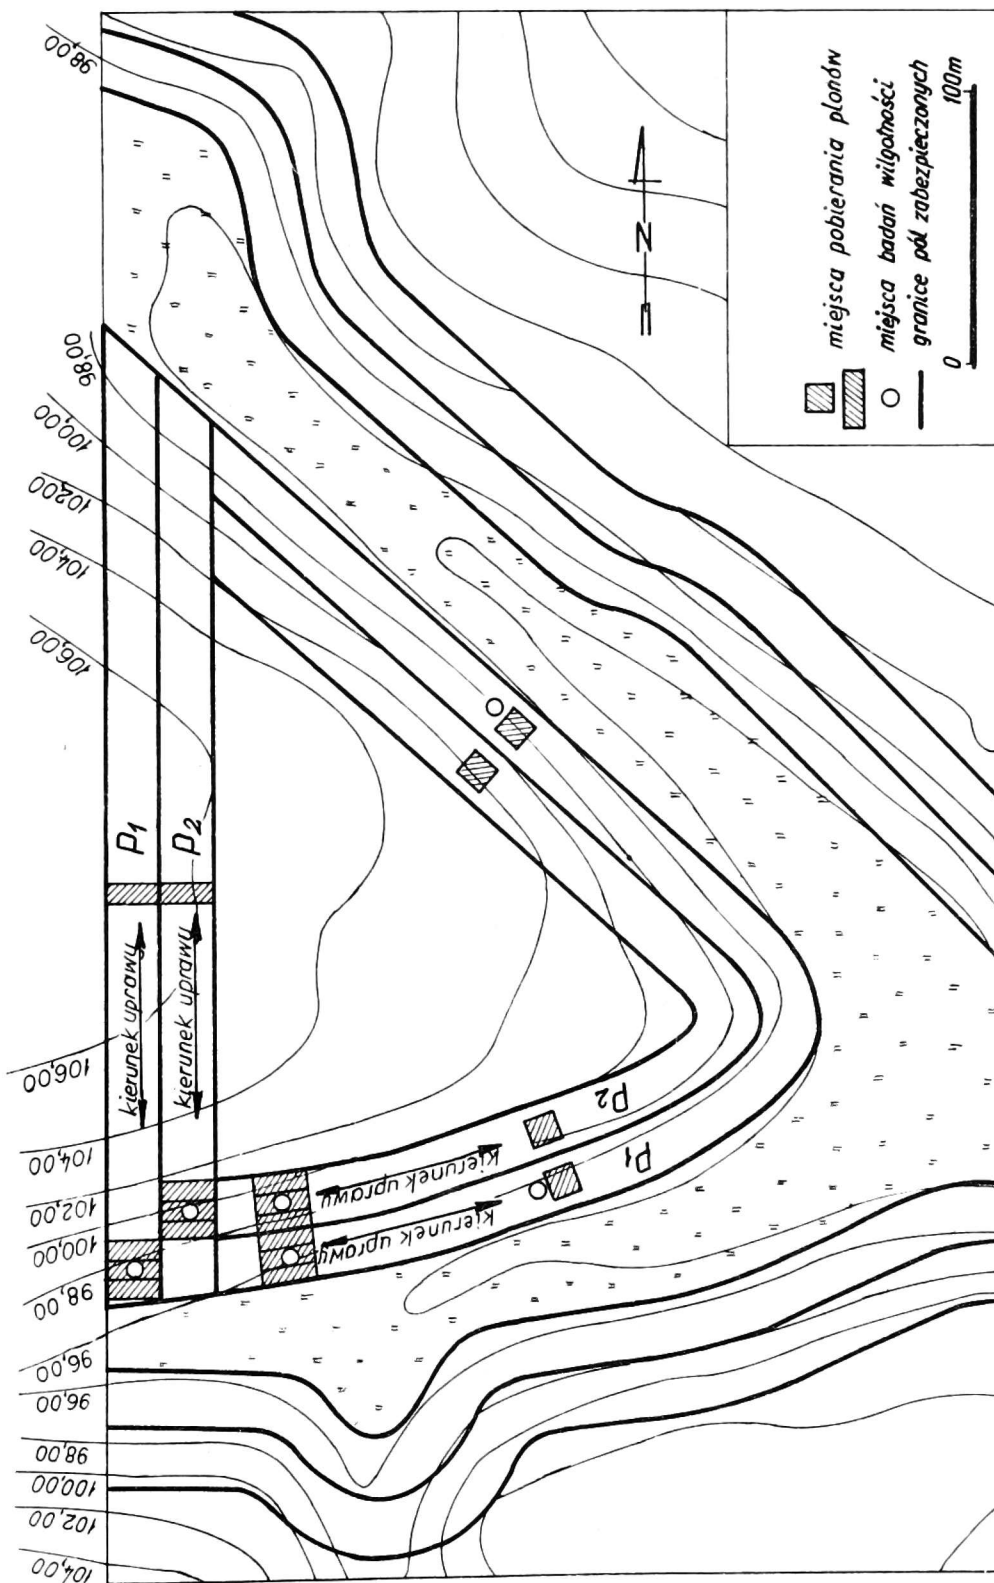 98,00
98,00
100,00
102,00
104,00
106,00
P1
P2
kierunek uprawy
kierunek uprawy
106,00
104,00
102,00
100,00
98,00
96,00
96,00
98,00
100,00
102,00
104,00
P2
P1
kierunek uprawy
kierunek uprawy
N
miejsca pobierania plonów
miejsca badań wilgotności
granice pól zabezpieczonych
0 100m